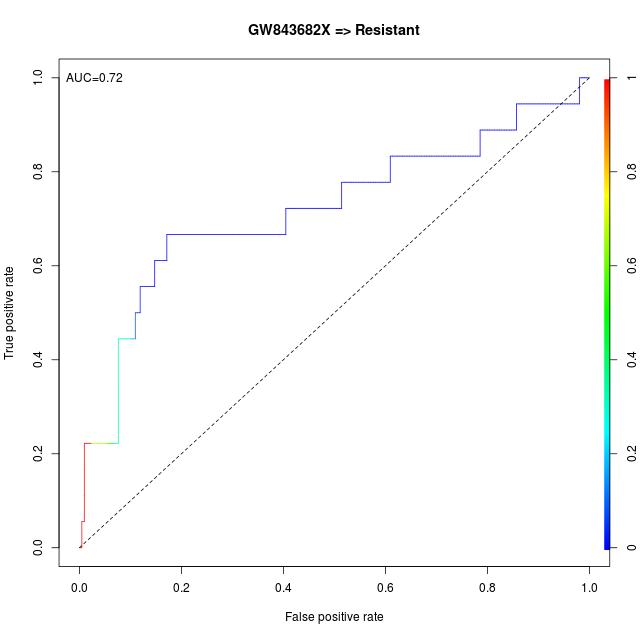 GW843682X => Resistant
AUC=0.72
True positive rate
1.0
0.8
0.6
0.4
0.2
0.0
1
0.8
0.6
0.4
0.2
0
0.0 0.2 0.4 0.6 0.8 1.0
False positive rate